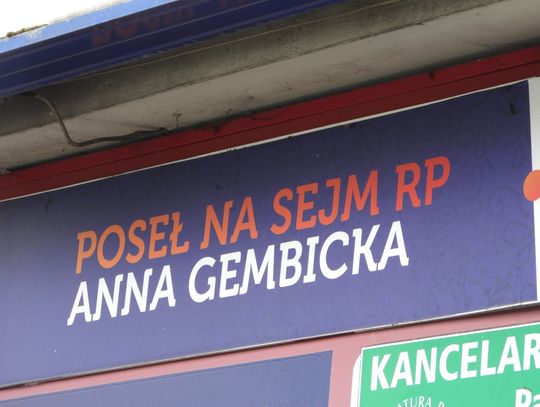 POSEŁ NA SEJM RP
ANNA GEMBICKA
KANCELAR